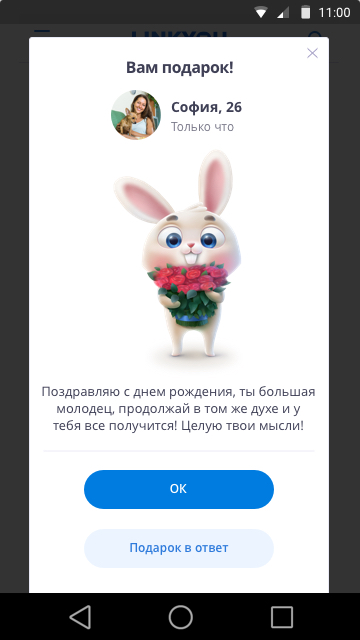 11:00
LINKYOU
Вам подарок!
София, 26
Только что
Поздравляю с днем рождения, ты большая
молодец, продолжай в том же духе и у
тебя все получится! Целую твои мысли!
OK
Подарок в ответ